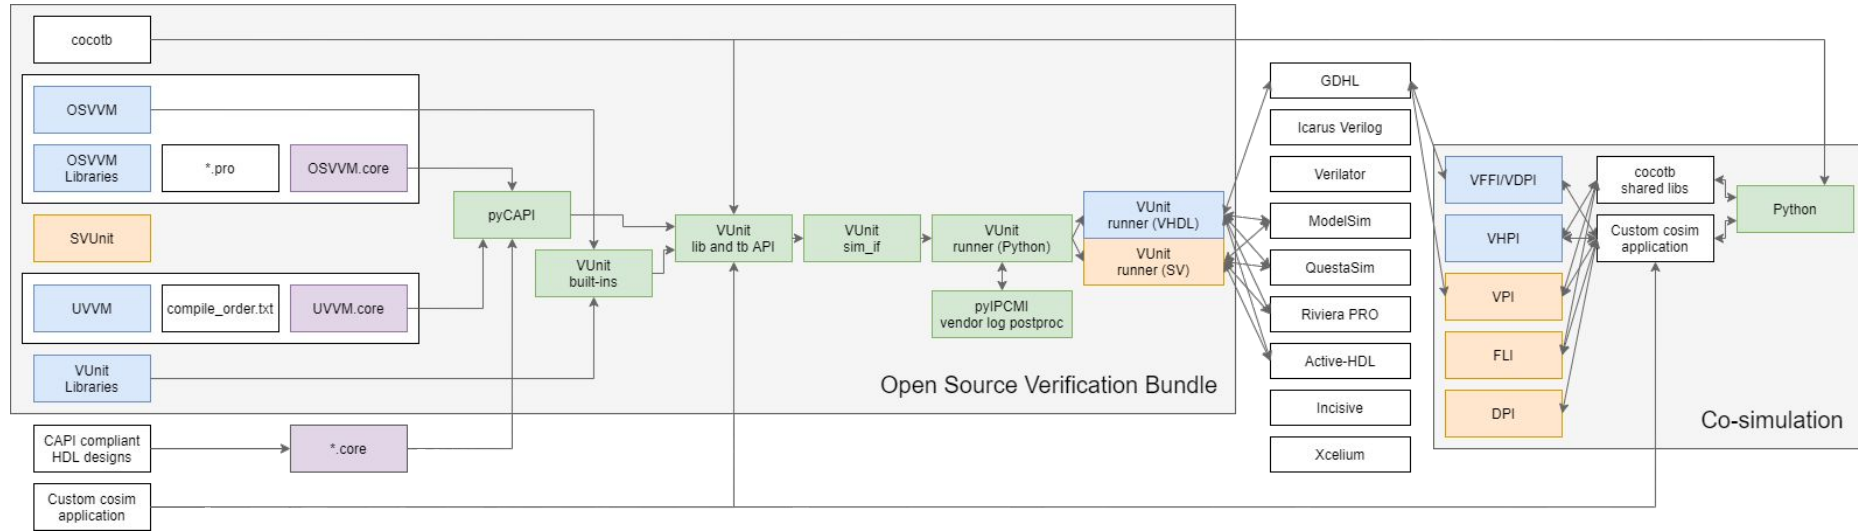 cocotb
OSVVM
OSVVM
Libraries
*.pro
OSVVM.core
SVUnit
UVVM
compile_order.txt
UVVM.core
VUnit
Libraries
CAPI compliant
HDL designs
*.core
Custom cosim
application
pyCAPI
VUnit
built-ins
VUnit
lib and tb API
VUnit
sim_if
VUnit
runner (Python)
pyIPCMI
vendor log postproc
VUnit
runner (VHDL)
VUnit
runner (SV)
Open Source Verification Bundle
GDHL
Icarus Verilog
Verilator
ModelSim
QuestaSim
Riviera PRO
Active-HDL
Incisive
Xcelium
VFFI/VDPI
VHPI
VPI
FLI
DPI
cocotb
shared libs
Custom cosim
application
Python
Co-simulation